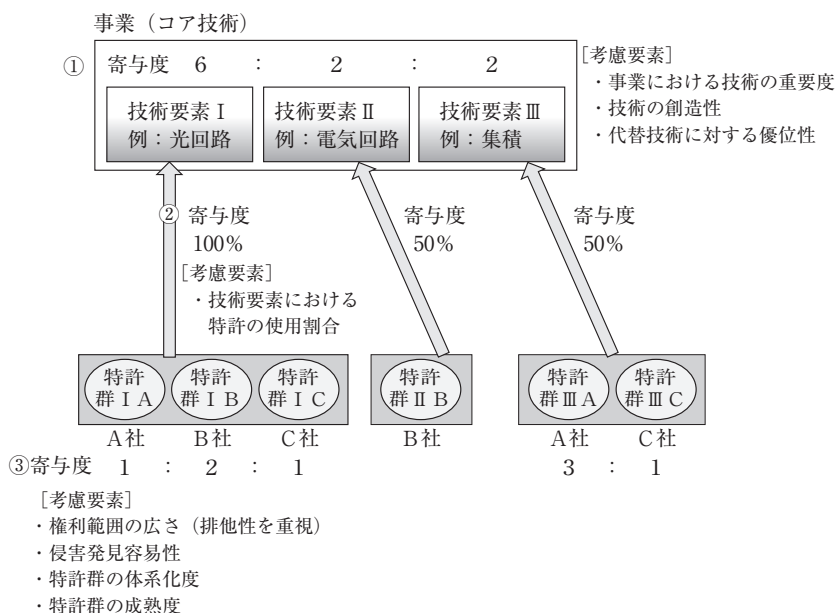 事業（コア技術）
① 寄与度 6 : 2 : 2
［考慮要素］
・事業における技術の重要度
・技術の創造性
・代替技術に対する優位性
技術要素Ⅰ
例：光回路
技術要素Ⅱ
例：電気回路
技術要素Ⅲ
例：集積
② 寄与度
100%
寄与度
50%
寄与度
50%
［考慮要素］
・技術要素における
特許の使用割合
特許
群ⅠA
特許
群ⅠB
特許
群ⅠC
特許
群ⅡB
特許
群ⅢA
特許
群ⅢC
A社 B社 C社 B社 A社 C社
③寄与度 1 : 2 : 1 3 : 1
［考慮要素］
・権利範囲の広さ（排他性を重視）
・侵害発見容易性
・特許群の体系化度
・特許群の成熟度